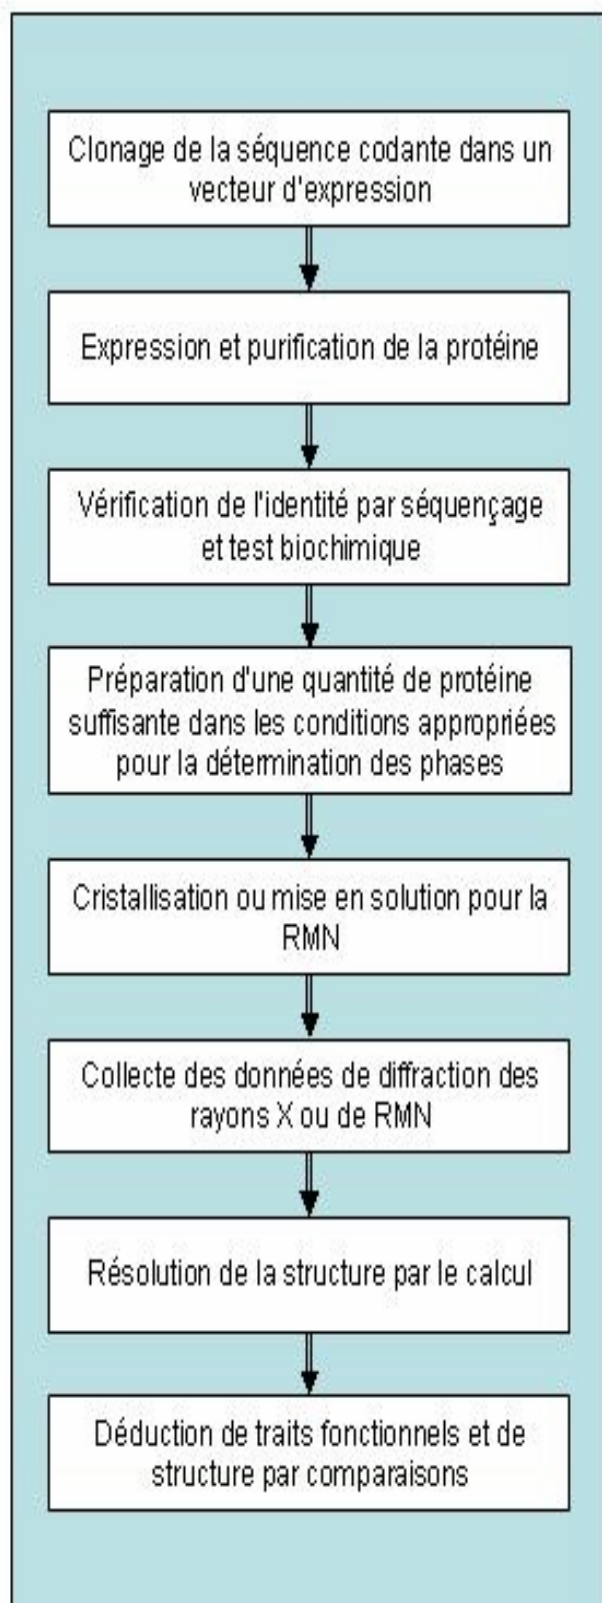 Clonage de la séquence codante dans un
vecteur d'expression
Expression et purification de la protéine
Vérification de l'identité par séquençage
et test biochimique
Préparation d'une quantité de protéine
suffisante dans les conditions appropriées
pour la détermination des phases
Cristallisation ou mise en solution pour la
RMN
Collecte des données de diffraction des
rayons X ou de RMN
Résolution de la structure par le calcul
Déduction de traits fonctionnels et de
structure par comparaisons